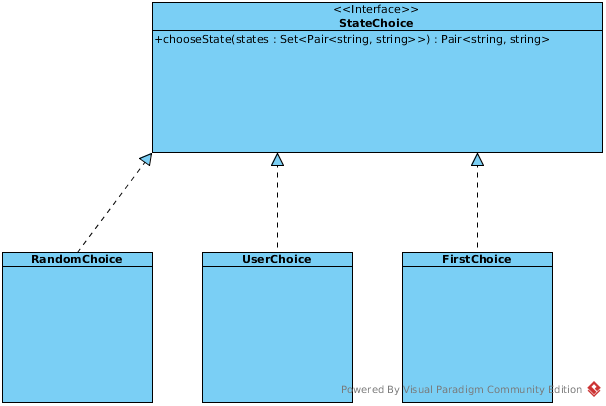 <<Interface>>
StateChoice
+chooseState(states : Set<Pair<string, string>>) : Pair<string, string>
RandomChoice
UserChoice
FirstChoice
Powered By Visual Paradigm Community Edition